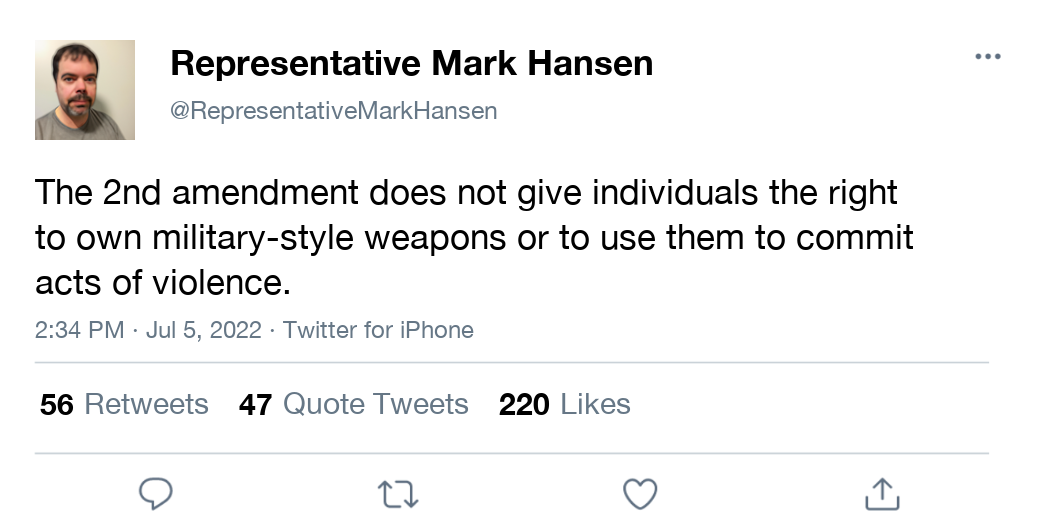 Representative Mark Hansen
@RepresentativeMarkHansen
The 2nd amendment does not give individuals the right
to own military-style weapons or to use them to commit
acts of violence.
2:34 PM · Jul 5, 2022 · Twitter for iPhone
56 Retweets 47 Quote Tweets 220 Likes